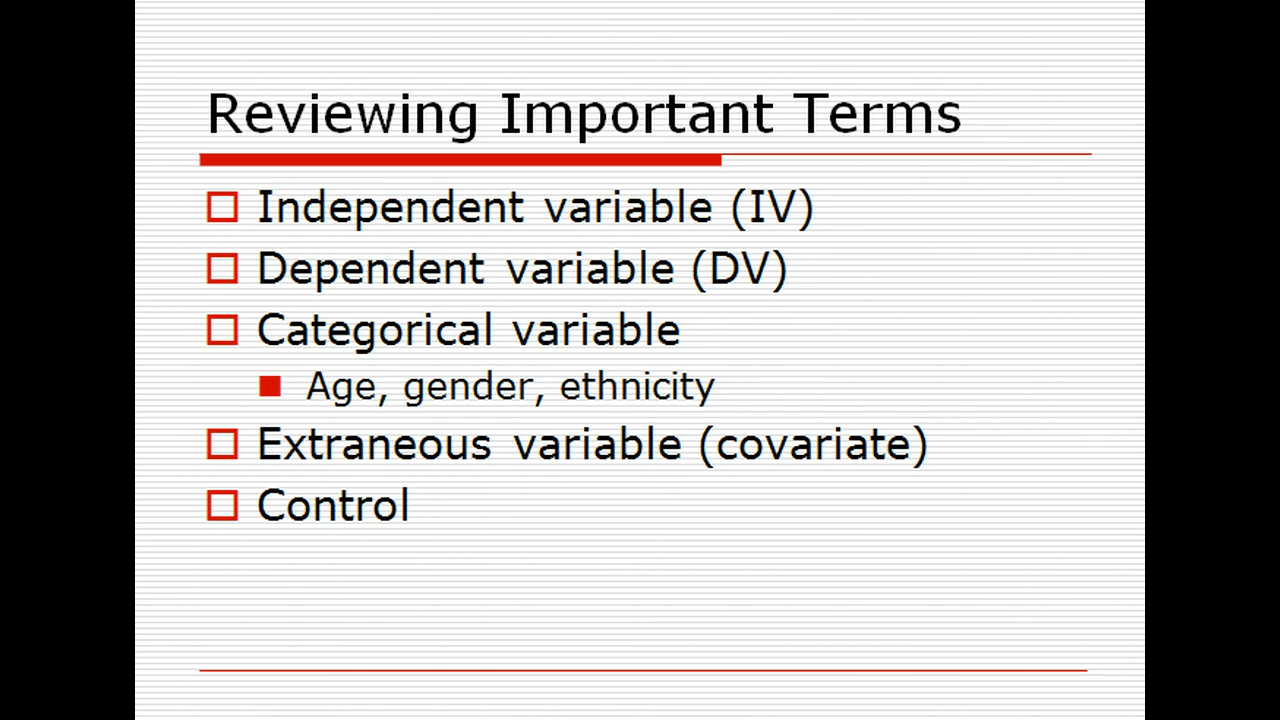 Reviewing Important Terms
Independent variable (IV)
Dependent variable (DV)
Categorical variable
Age, gender, ethnicity
Extraneous variable (covariate)
Control